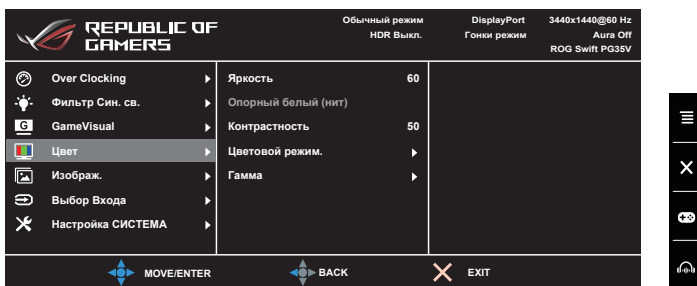 REPUBLIC OF
GAMERS
Обычный режим
HDR Выкл.
DisplayPort
Гонки режим
3440x1440@60 Hz
Aura Off
ROG Swift PG35V
Over Clocking
Фильтр Син. св.
G
GameVisual
Цвет
Изображ.
Выбор Входа
Настройка СИСТЕМА
Яркость 60
Опорный белый (нит)
Контрастность 50
Цветовой режим.
Гамма
MOVE/ENTER
BACK
EXIT